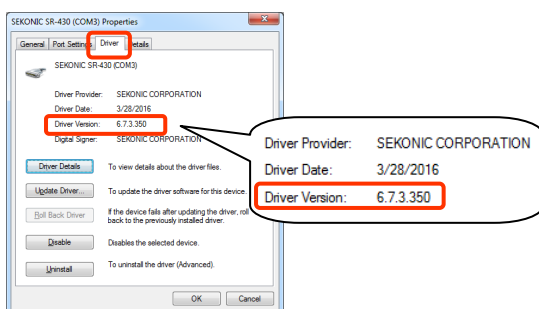 SEKONIC SR-430 (COM3) Properties
General Port Settings Driver Details
SEKONIC SR-430 (COM3)
Driver Provider: SEKONIC CORPORATION
Driver Date: 3/28/2016
Driver Version: 6.7.3.350
Digital Signer: SEKONIC CORPORATION
Driver Details To view details about the driver files.
Update Driver... To update the driver software for this device.
Roll Back Driver If the device fails after updating the driver, roll
back to the previously installed driver.
Disable Disables the selected device.
Uninstall To uninstall the driver (Advanced).
OK Cancel
Driver Provider: SEKONIC CORPORATION
Driver Date: 3/28/2016
Driver Version: 6.7.3.350